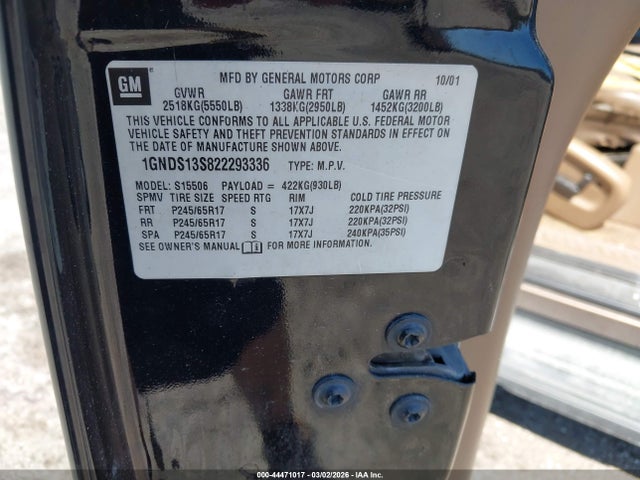 GM
MFD BY GENERAL MOTORS CORP 10/01
GVWR GAWR FRT GAWR RR
2518KG(5550LB) 1338KG(2950LB) 1452KG(3200LB)
THIS VEHICLE CONFORMS TO ALL APPLICABLE U.S. FEDERAL MOTOR
VEHICLE SAFETY AND THEFT PREVENTION STANDARDS IN EFFECT ON
THE DATE OF MANUFACTURE SHOWN ABOVE.
1GNDS13S822293336 TYPE: M.P.V.
MODEL: S15506 PAYLOAD = 422KG(930LB)
SPMV TIRE SIZE SPEED RTG RIM COLD TIRE PRESSURE
FRT P245/65R17 S 17X7J 220KPA(32PSI)
RR P245/65R17 S 17X7J 220KPA(32PSI)
SPA P245/65R17 S 17X7J 240KPA(35PSI)
SEE OWNER'S MANUAL FOR MORE INFORMATION.
000-44471017 | 03/02/2026 | IAA Inc.